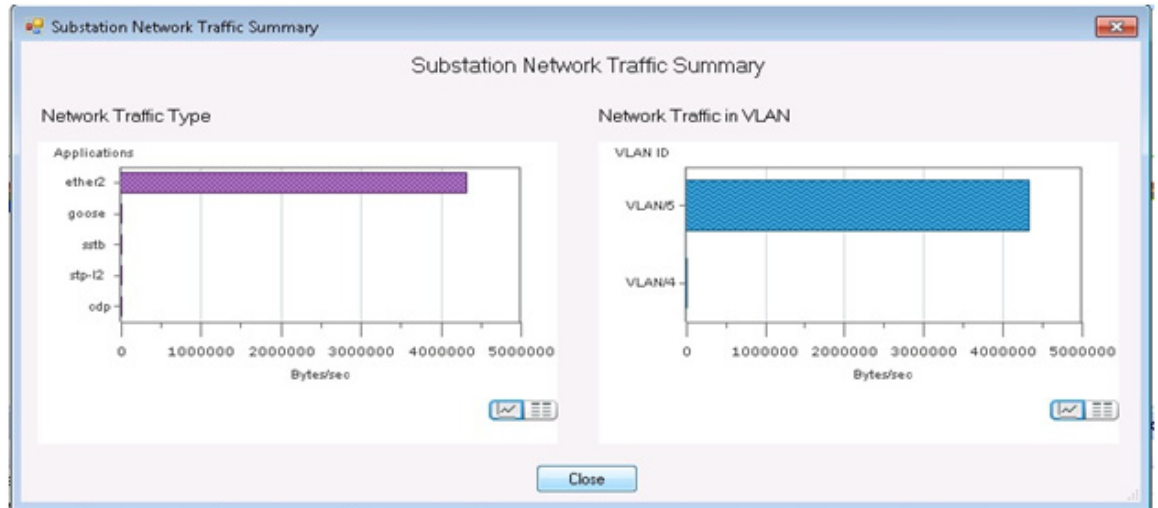 Substation Network Traffic Summary
Substation Network Traffic Summary
Network Traffic Type
Applications
ether2
goose
sstb
stp-l2
cdp
0 1000000 2000000 3000000 4000000 5000000
Bytes/sec
Network Traffic in VLAN
VLAN ID
VLAN/5
VLAN/4
0 1000000 2000000 3000000 4000000 5000000
Bytes/sec
Close